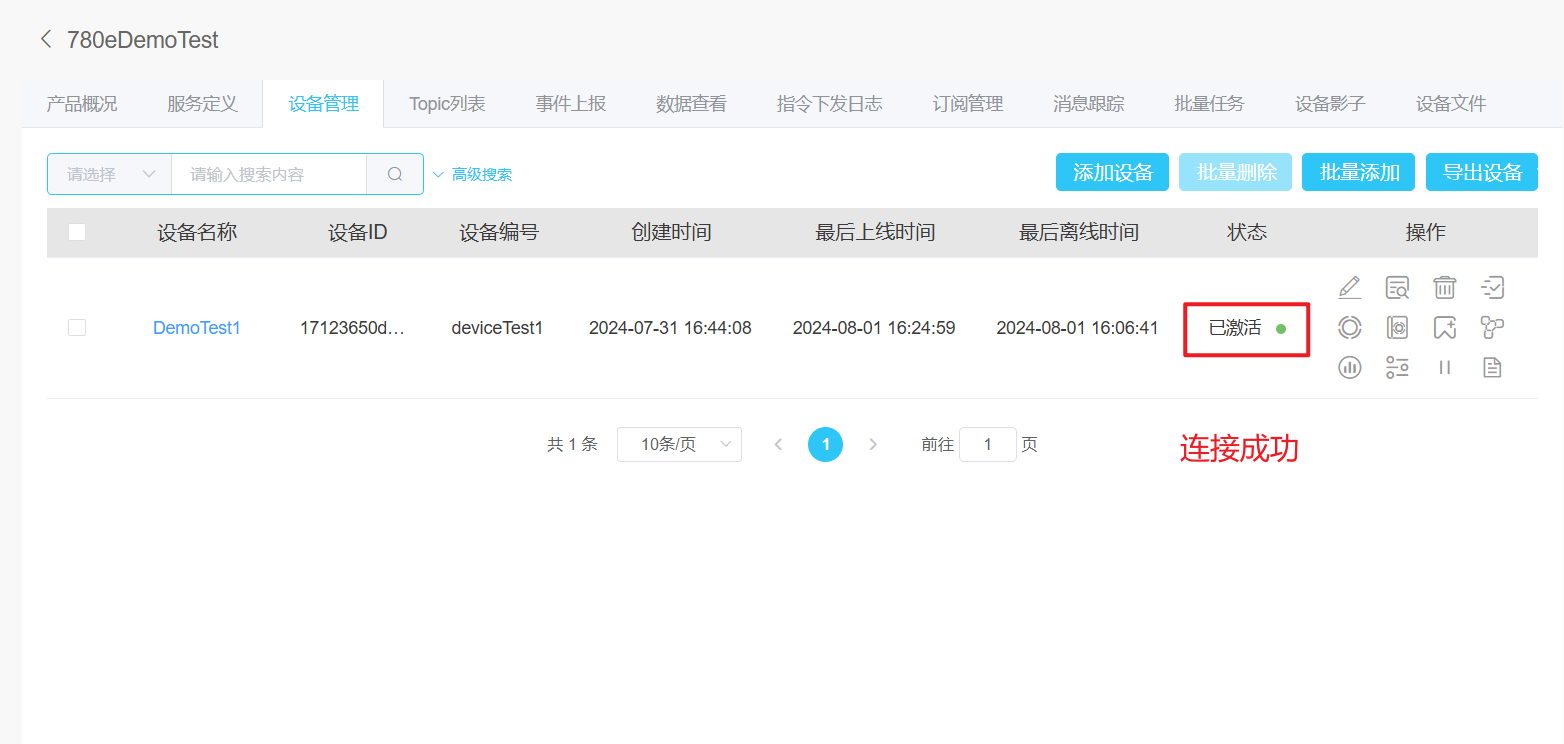 780eDemoTest
产品概况 服务定义 设备管理 Topic列表 事件上报 数据查看 指令下发日志 订阅管理 消息跟踪 批量任务 设备影子 设备文件
请选择 请输入搜索内容 高级搜索 添加设备 批量删除 批量添加 导出设备
设备名称 设备ID 设备编号 创建时间 最后上线时间 最后离线时间 状态 操作
DemoTest1 17123650d... deviceTest1 2024-07-31 16:44:08 2024-08-01 16:24:59 2024-08-01 16:06:41 已激活
共 1 条 10条/页 1 前往 1 页
连接成功